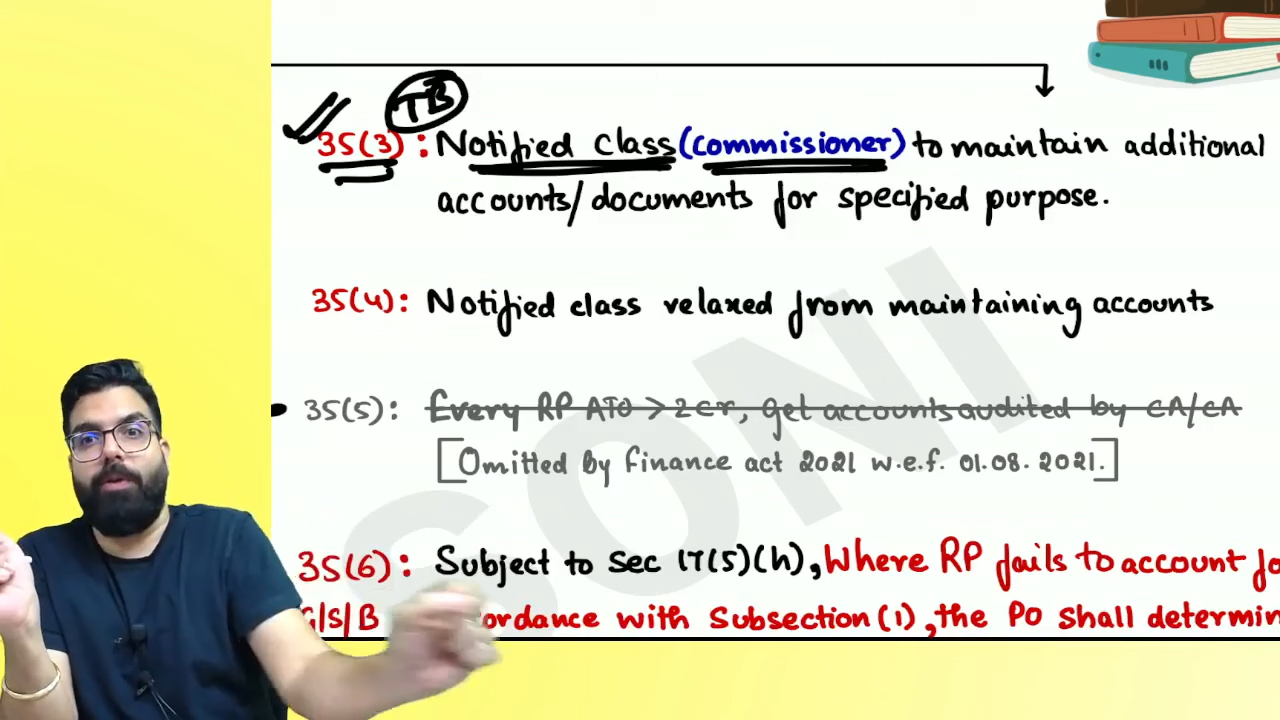 TB
35(3): Notified Class (commissioner) to maintain additional
accounts/documents for specified purpose.
35(4): Notified class relaxed from maintaining accounts
35(5): Every RP ATO > 2cr, get accounts audited by CA/CA
[Omitted by finance act 2021 w.e.f. 01.08.2021.]
35(6): Subject to Sec 17(5)(h), Where RP fails to account fo
G/S/B ordance with Subsection (1), the PO shall determin
SONI